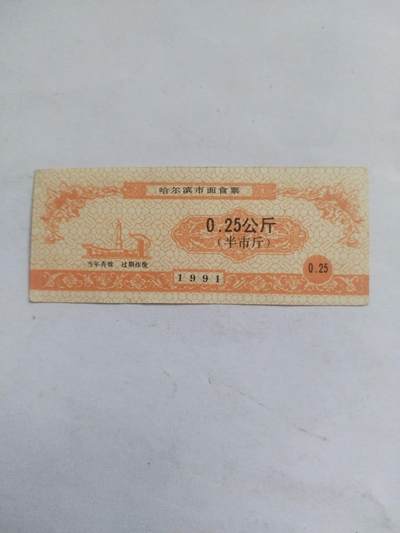 哈尔滨市面食票
0.25公斤
（半市斤）
当年有效 过期作废
0.25
1991